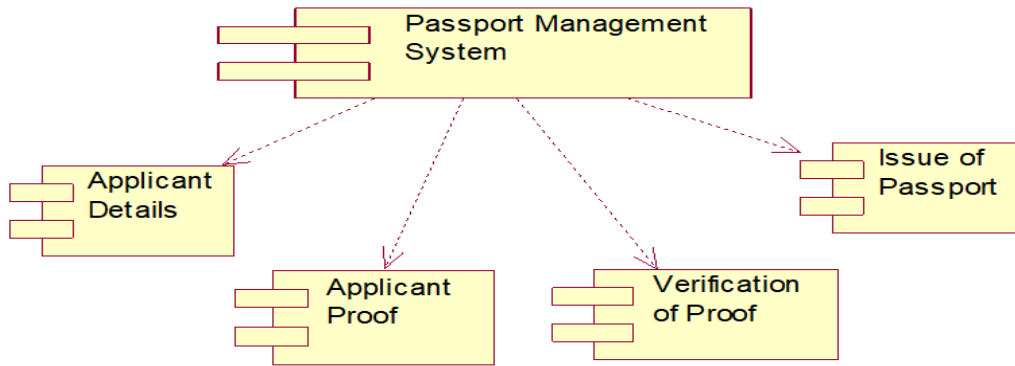 Passport Management
System
Applicant
Details
Issue of
Passport
Applicant
Proof
Verification
of Proof